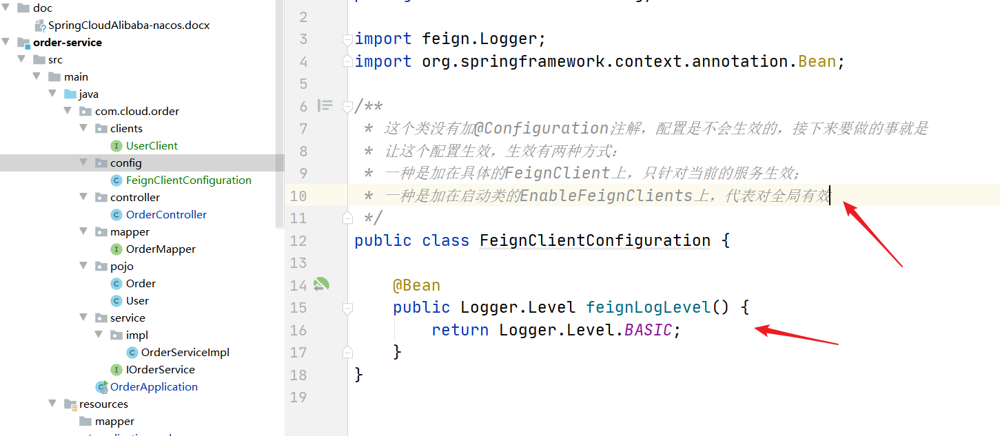 doc
SpringCloudAlibaba-nacos.docx
order-service
src
main
java
com.cloud.order
clients
UserClient
config
FeignClientConfiguration
controller
OrderController
mapper
OrderMapper
pojo
Order
User
service
impl
OrderServiceImpl
IOrderService
OrderApplication
resources
mapper
2
3 import feign.Logger;
4 import org.springframework.context.annotation.Bean;
5
6 /**
7 * 这个类没有加@Configuration注解，配置是不会生效的，接下来要做的事就是
8 * 让这个配置生效，生效有两种方式：
9 * 一种是加在具体的FeignClient上，只针对当前的服务生效；
10 * 一种是加在启动类的EnableFeignClients上，代表对全局有效
11 */
12 public class FeignClientConfiguration {
13
14 @Bean
15 public Logger.Level feignLogLevel() {
16 return Logger.Level.BASIC;
17 }
18 }
19